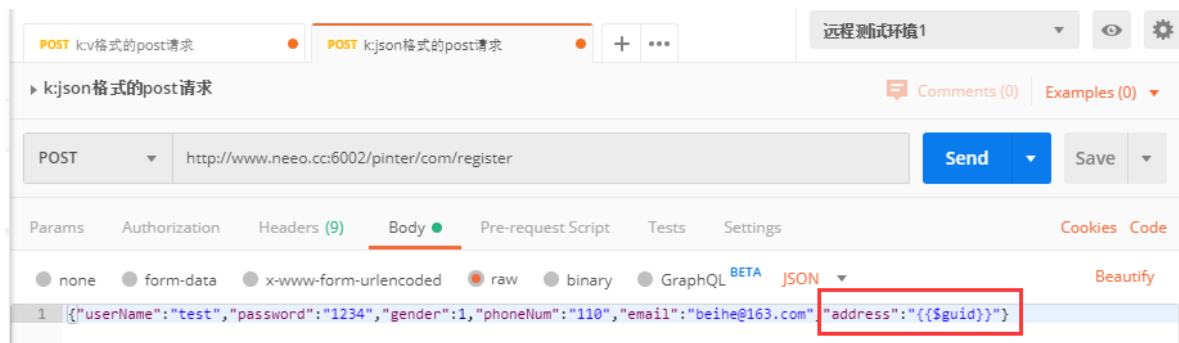 POST k:v格式的post请求 POST k:json格式的post请求 + ••• 远程测试环境1
k:json格式的post请求 Comments (0) Examples (0)
POST http://www.neeo.cc:6002/pinter/com/register Send Save
Params Authorization Headers (9) Body Pre-request Script Tests Settings Cookies Code
none form-data x-www-form-urlencoded raw binary GraphQL BETA JSON Beautify
1 {"userName":"test","password":"1234","gender":1,"phoneNum":"110","email":"beihe@163.com","address":"{{$guid}}"}